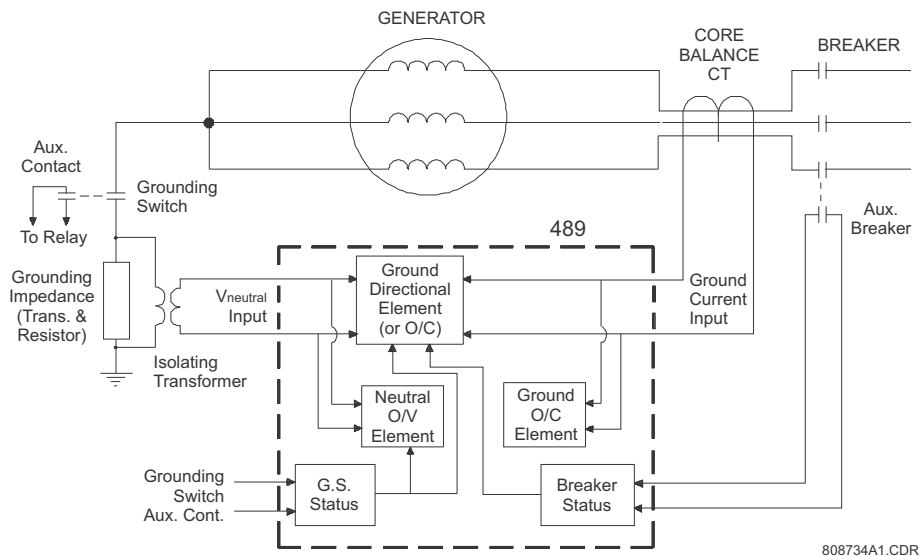 GENERATOR
CORE
BALANCE
CT
BREAKER
Aux.
Contact
Grounding
Switch
To Relay
Aux.
Breaker
489
Grounding
Impedance
(Trans. &
Resistor)
Vneutral
Input
Ground
Directional
Element
(or O/C)
Ground
Current
Input
Isolating
Transformer
Neutral
O/V
Element
Ground
O/C
Element
Grounding
Switch
Aux. Cont.
G.S.
Status
Breaker
Status
808734A1.CDR